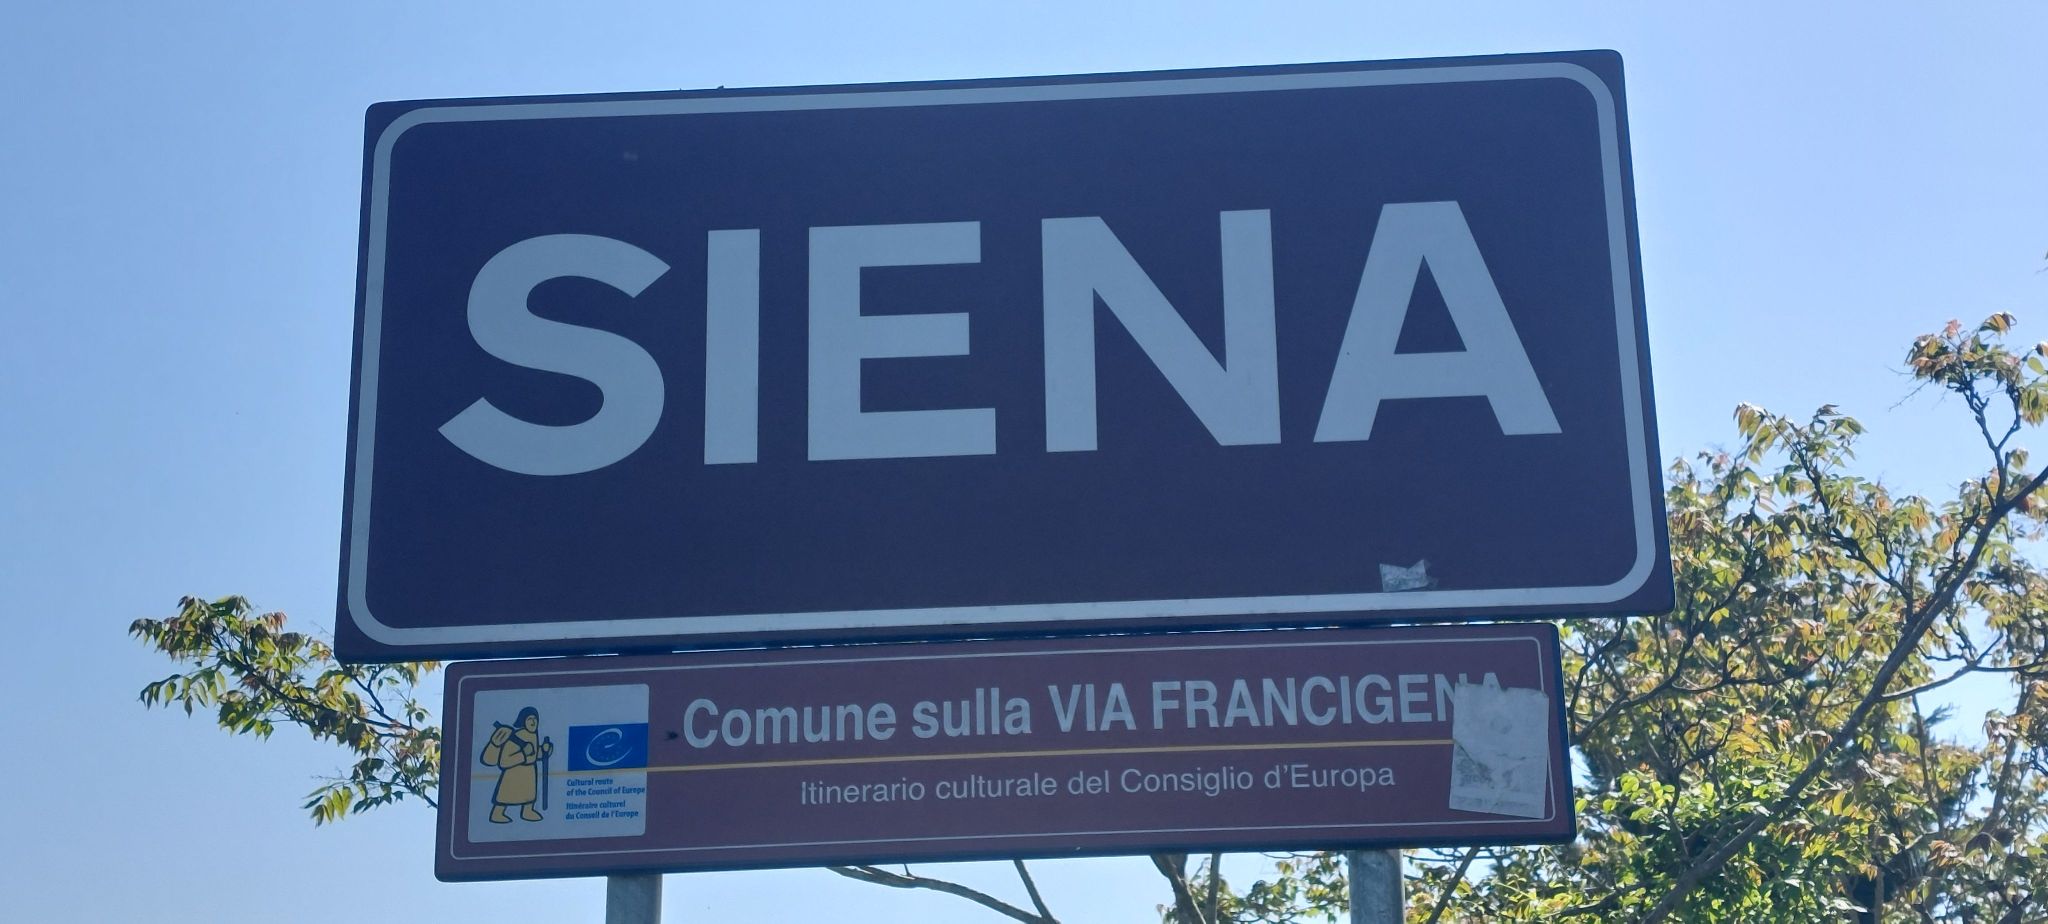 SIENA
Comune sulla VIA FRANCIGENA
Itinerario culturale del Consiglio d'Europa
Cultural route
of the Council of Europe
Itinéraire culturel
du Conseil de l'Europe